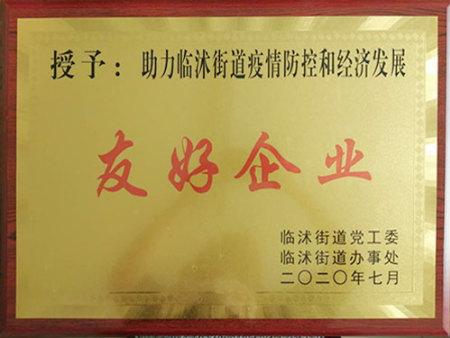 授予：助力临沭街道疫情防控和经济发展
友好企业
临沭街道党工委
临沭街道办事处
二〇二〇年七月